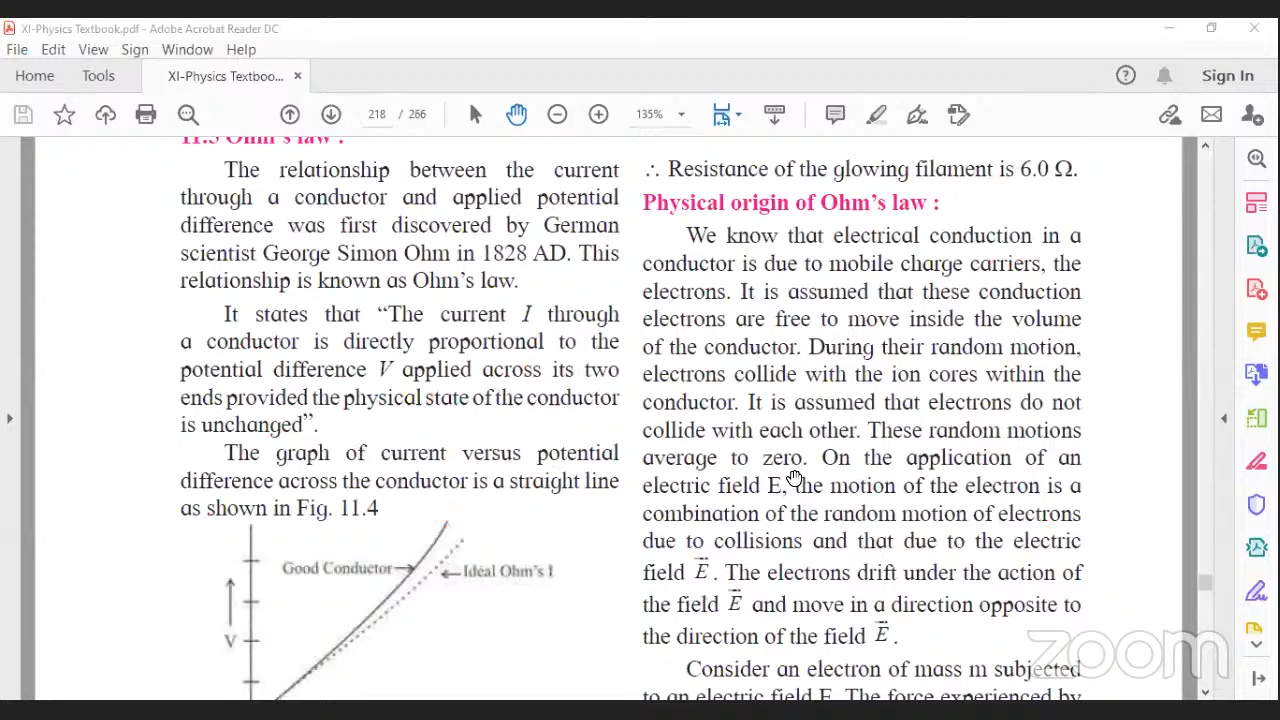 XI-Physics Textbook.pdf - Adobe Acrobat Reader DC
File Edit View Sign Window Help
Home Tools XI-Physics Textboo... × Sign In
218 / 266 135%
11.3 Ohm's law :
The relationship between the current
through a conductor and applied potential
difference was first discovered by German
scientist George Simon Ohm in 1828 AD. This
relationship is known as Ohm's law.
It states that “The current I through
a conductor is directly proportional to the
potential difference V applied across its two
ends provided the physical state of the conductor
is unchanged”.
The graph of current versus potential
difference across the conductor is a straight line
as shown in Fig. 11.4
Good Conductor
Ideal Ohm's l
V
∴ Resistance of the glowing filament is 6.0 Ω.
Physical origin of Ohm's law :
We know that electrical conduction in a
conductor is due to mobile charge carriers, the
electrons. It is assumed that these conduction
electrons are free to move inside the volume
of the conductor. During their random motion,
electrons collide with the ion cores within the
conductor. It is assumed that electrons do not
collide with each other. These random motions
average to zero. On the application of an
electric field E, the motion of the electron is a
combination of the random motion of electrons
due to collisions and that due to the electric
field E⃗ . The electrons drift under the action of
the field E⃗ and move in a direction opposite to
the direction of the field E⃗ .
Consider an electron of mass m subjected
to an electric field E. The force experienced by
zoom